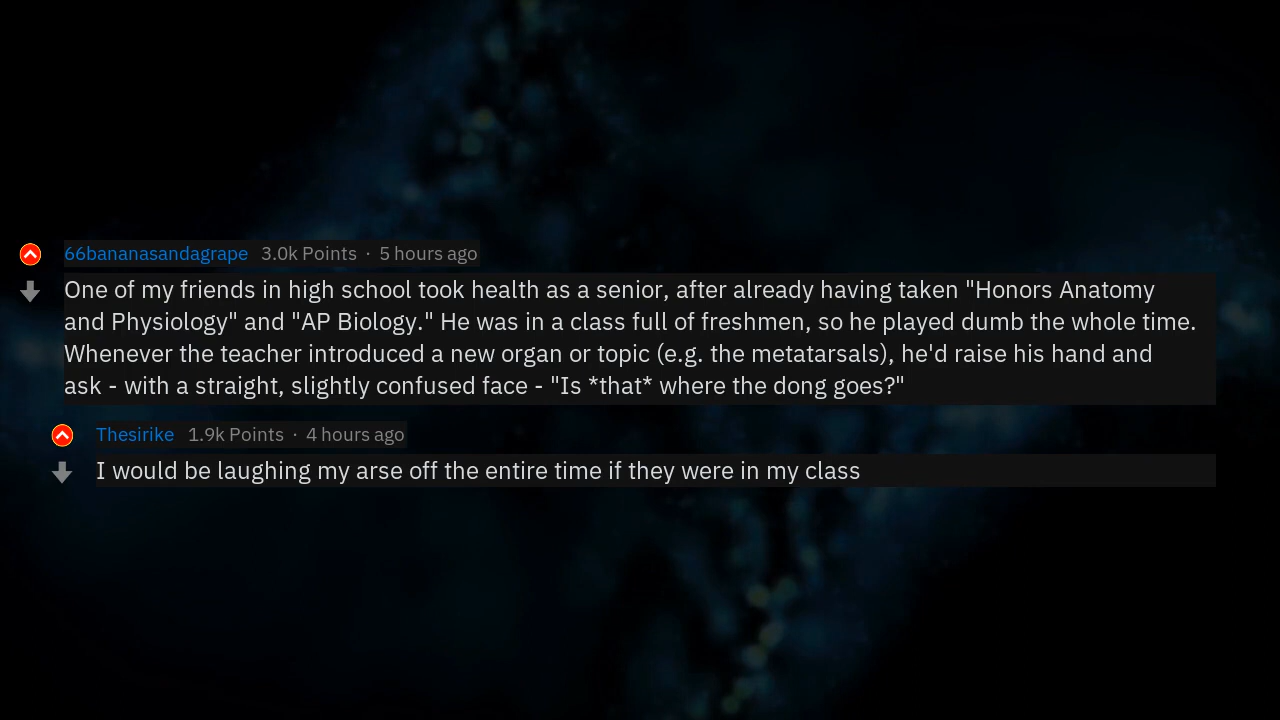 66bananasandagrape 3.0k Points · 5 hours ago
One of my friends in high school took health as a senior, after already having taken "Honors Anatomy
and Physiology" and "AP Biology." He was in a class full of freshmen, so he played dumb the whole time.
Whenever the teacher introduced a new organ or topic (e.g. the metatarsals), he'd raise his hand and
ask - with a straight, slightly confused face - "Is *that* where the dong goes?"
Thesirike 1.9k Points · 4 hours ago
I would be laughing my arse off the entire time if they were in my class